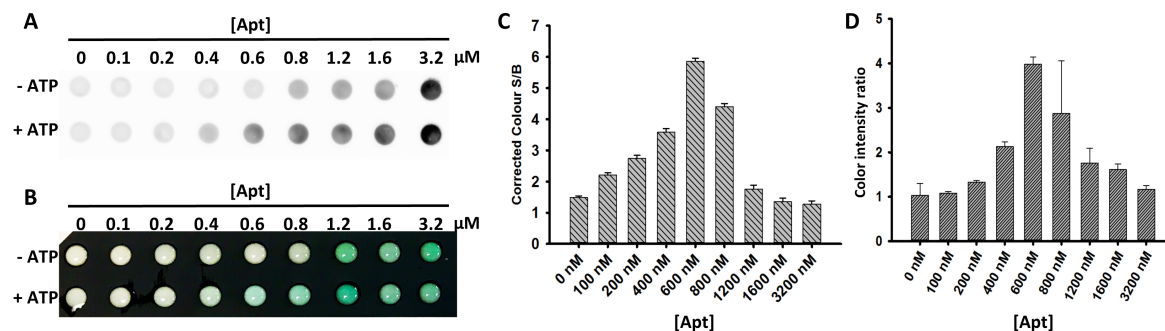 A
[Apt]
0 0.1 0.2 0.4 0.6 0.8 1.2 1.6 3.2 μM
- ATP
+ ATP
B
[Apt]
0 0.1 0.2 0.4 0.6 0.8 1.2 1.6 3.2 μM
- ATP
+ ATP
C
Corrected Colour S/B
7
6
5
4
3
2
1
0
0 nM
100 nM
200 nM
400 nM
600 nM
800 nM
1200 nM
1600 nM
3200 nM
[Apt]
D
Color intensity ratio
5
4
3
2
1
0
0 nM
100 nM
200 nM
400 nM
600 nM
800 nM
1200 nM
1600 nM
3200 nM
[Apt]